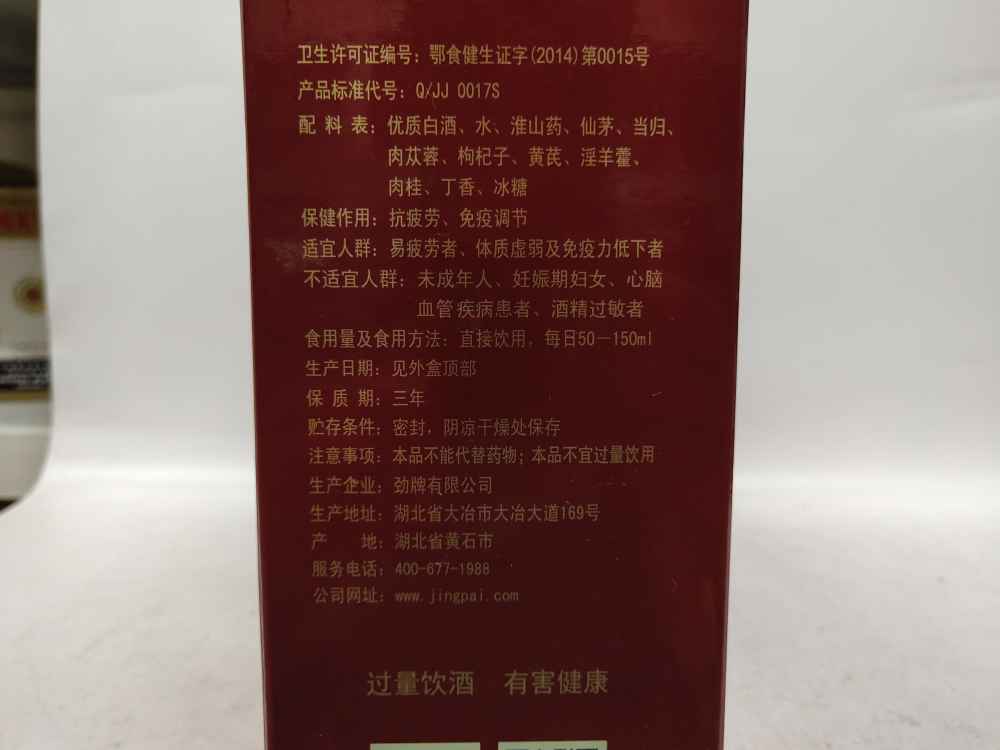 卫生许可证编号：鄂食健生证字(2014)第0015号
产品标准代号：Q/JJ 0017S
配 料 表：优质白酒、水、淮山药、仙茅、当归、
肉苁蓉、枸杞子、黄芪、淫羊藿、
肉桂、丁香、冰糖
保健作用：抗疲劳、免疫调节
适宜人群：易疲劳者、体质虚弱及免疫力低下者
不适宜人群：未成年人、妊娠期妇女、心脑
血管疾病患者、酒精过敏者
食用量及食用方法：直接饮用，每日50—150ml
生产日期：见外盒顶部
保 质 期：三年
贮存条件：密封，阴凉干燥处保存
注意事项：本品不能代替药物；本品不宜过量饮用
生产企业：劲牌有限公司
生产地址：湖北省大冶市大冶大道169号
产 地：湖北省黄石市
服务电话：400-677-1988
公司网址：www.jingpai.com
过量饮酒 有害健康